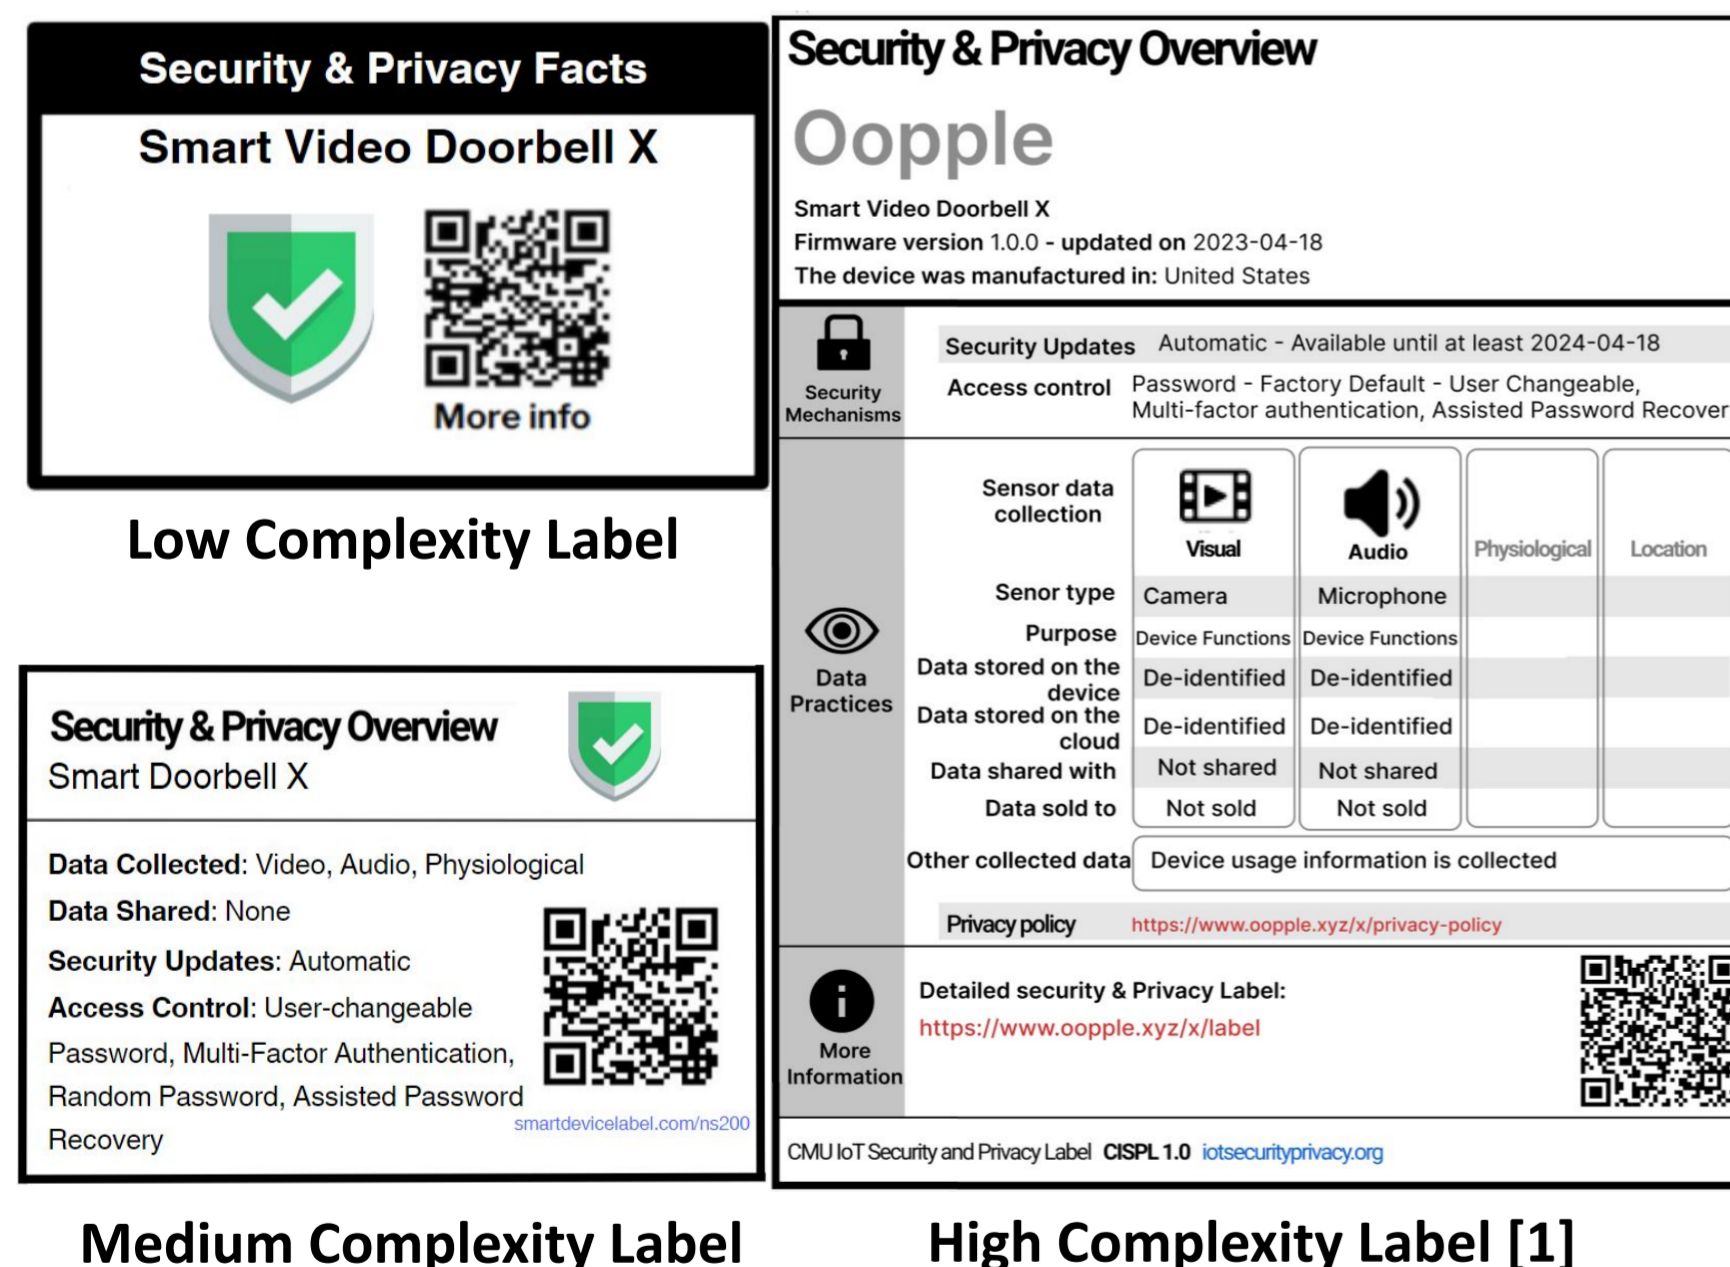 Security & Privacy Facts
Smart Video Doorbell X
More info
Low Complexity Label
Security & Privacy Overview
Smart Doorbell X
Data Collected: Video, Audio, Physiological
Data Shared: None
Security Updates: Automatic
Access Control: User-changeable
Password, Multi-Factor Authentication,
Random Password, Assisted Password
Recovery
smartdevicelabel.com/ns200
Medium Complexity Label
Security & Privacy Overview
Oopple
Smart Video Doorbell X
Firmware version 1.0.0 - updated on 2023-04-18
The device was manufactured in: United States
Security
Mechanisms
Security Updates Automatic - Available until at least 2024-04-18
Access control Password - Factory Default - User Changeable,
Multi-factor authentication, Assisted Password Recover
Data
Practices
Sensor data
collection
Visual Audio Physiological Location
Senor type Camera Microphone
Purpose Device Functions Device Functions
Data stored on the
device De-identified De-identified
Data stored on the
cloud De-identified De-identified
Data shared with Not shared Not shared
Data sold to Not sold Not sold
Other collected data Device usage information is collected
Privacy policy https://www.oopple.xyz/x/privacy-policy
More
Information
Detailed security & Privacy Label:
https://www.oopple.xyz/x/label
CMU IoT Security and Privacy Label CISPL 1.0 iotsecurityprivacy.org
High Complexity Label [1]